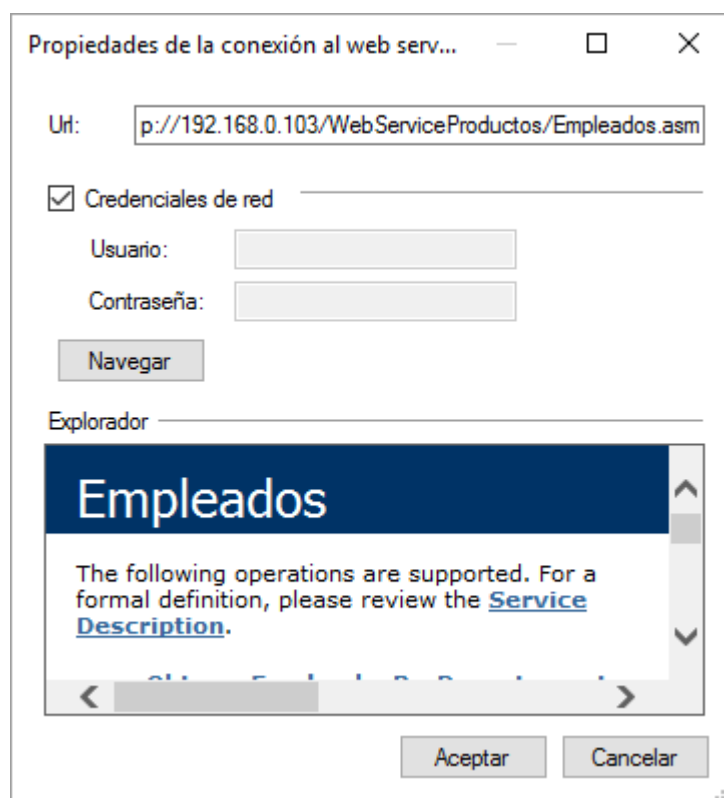 Propiedades de la conexión al web serv...
Url: p://192.168.0.103/WebServiceProductos/Empleados.asm
Credenciales de red
Usuario:
Contraseña:
Navegar
Explorador
Empleados
The following operations are supported. For a
formal definition, please review the Service
Description.
Aceptar
Cancelar